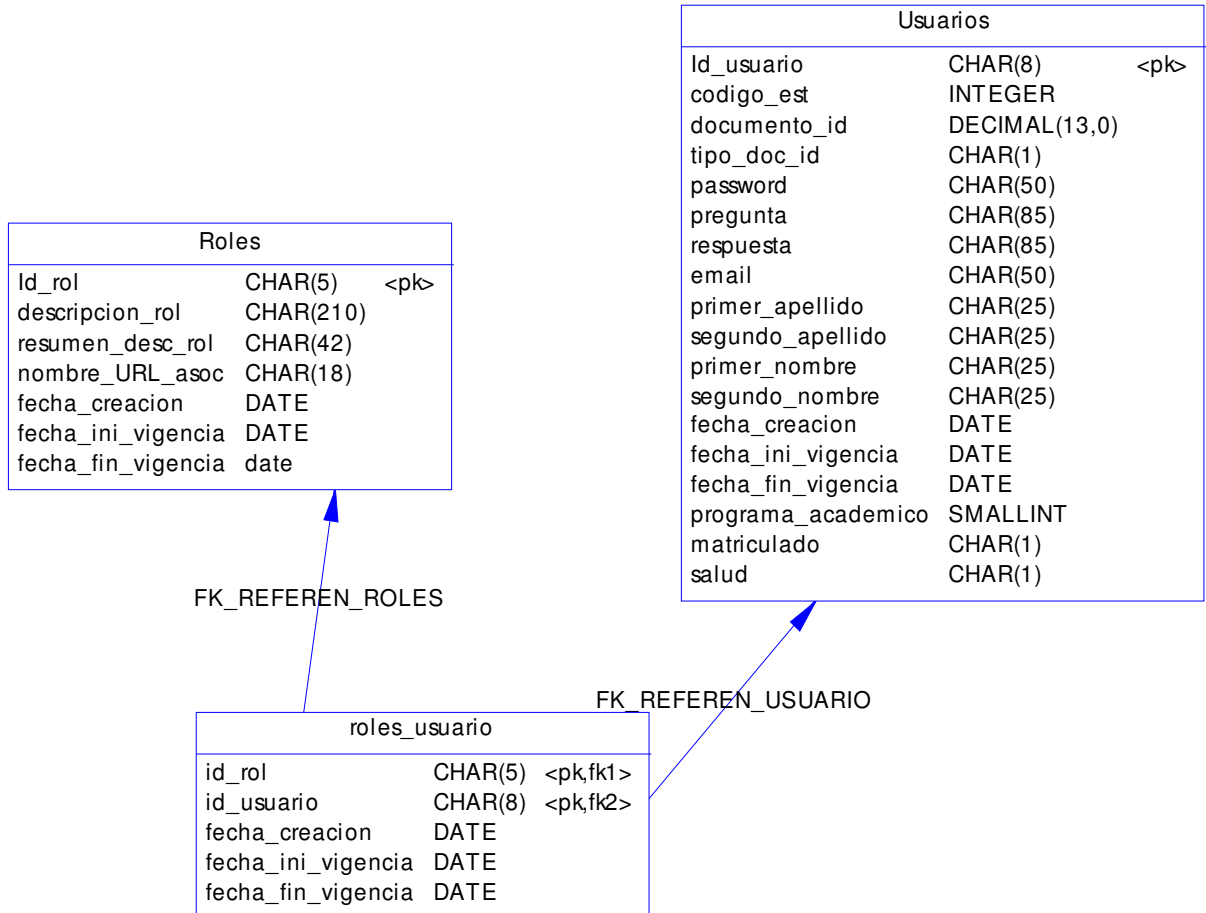 Usuarios
Id_usuario CHAR(8) <pk>
codigo_est INTEGER
documento_id DECIMAL(13,0)
tipo_doc_id CHAR(1)
password CHAR(50)
pregunta CHAR(85)
respuesta CHAR(85)
email CHAR(50)
primer_apellido CHAR(25)
segundo_apellido CHAR(25)
primer_nombre CHAR(25)
segundo_nombre CHAR(25)
fecha_creacion DATE
fecha_ini_vigencia DATE
fecha_fin_vigencia DATE
programa_academico SMALLINT
matriculado CHAR(1)
salud CHAR(1)
Roles
Id_rol CHAR(5) <pk>
descripcion_rol CHAR(210)
resumen_desc_rol CHAR(42)
nombre_URL_asoc CHAR(18)
fecha_creacion DATE
fecha_ini_vigencia DATE
fecha_fin_vigencia date
FK_REFEREN_ROLES
FK_REFEREN_USUARIO
roles_usuario
id_rol CHAR(5) <pk,fk1>
id_usuario CHAR(8) <pk,fk2>
fecha_creacion DATE
fecha_ini_vigencia DATE
fecha_fin_vigencia DATE